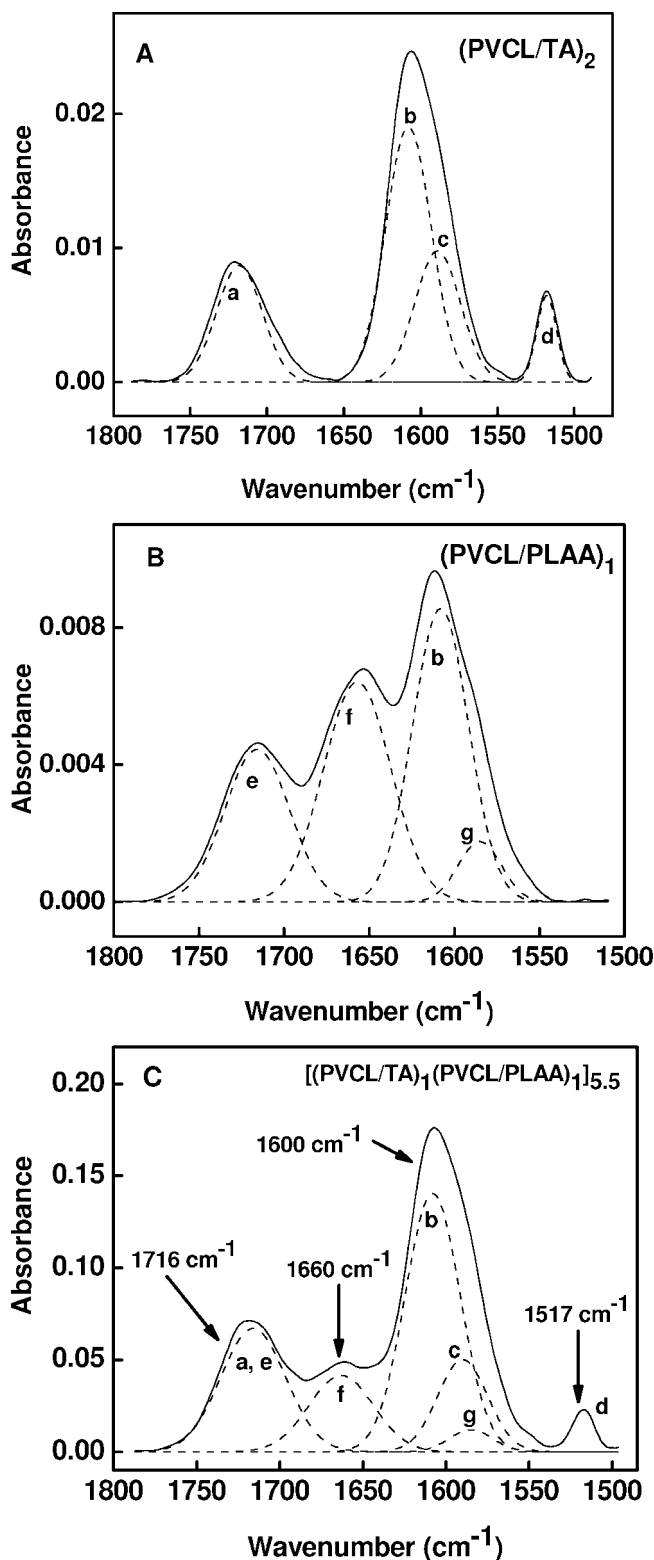 A
(PVCL/TA)2
Absorbance
0.02
0.01
0.00
b
c
a
d
1800 1750 1700 1650 1600 1550 1500
Wavenumber (cm-1)
B
(PVCL/PLAA)1
Absorbance
0.008
0.004
0.000
b
f
e
g
1800 1750 1700 1650 1600 1550 1500
Wavenumber (cm-1)
C
[(PVCL/TA)1(PVCL/PLAA)1]5.5
Absorbance
0.20
0.15
0.10
0.05
0.00
1600 cm-1
1716 cm-1
1660 cm-1
1517 cm-1
b
a, e
f
c
g
d
1800 1750 1700 1650 1600 1550 1500
Wavenumber (cm-1)